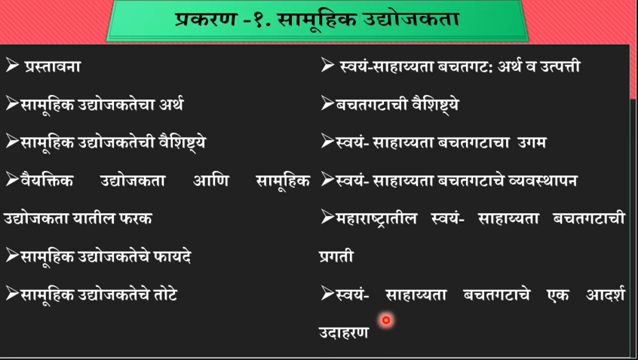 प्रकरण -१. सामूहिक उद्योजकता
➢ प्रस्तावना
➢सामूहिक उद्योजकतेचा अर्थ
➢सामूहिक उद्योजकतेची वैशिष्ट्ये
➢वैयक्तिक उद्योजकता आणि सामूहिक
उद्योजकता यातील फरक
➢सामूहिक उद्योजकतेचे फायदे
➢सामूहिक उद्योजकतेचे तोटे
➢ स्वयं-साहाय्यता बचतगट: अर्थ व उत्पत्ती
➢बचतगटाची वैशिष्ट्ये
➢स्वयं- साहाय्यता बचतगटाचा उगम
➢स्वयं- साहाय्यता बचतगटाचे व्यवस्थापन
➢महाराष्ट्रातील स्वयं- साहाय्यता बचतगटाची
प्रगती
➢स्वयं- साहाय्यता बचतगटाचे एक आदर्श
उदाहरण